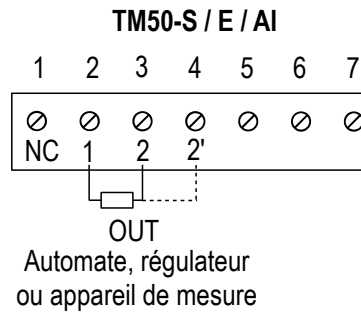 TM50-S / E / AI
1 2 3 4 5 6 7
NC 1 2 2'
OUT
Automate, régulateur
ou appareil de mesure